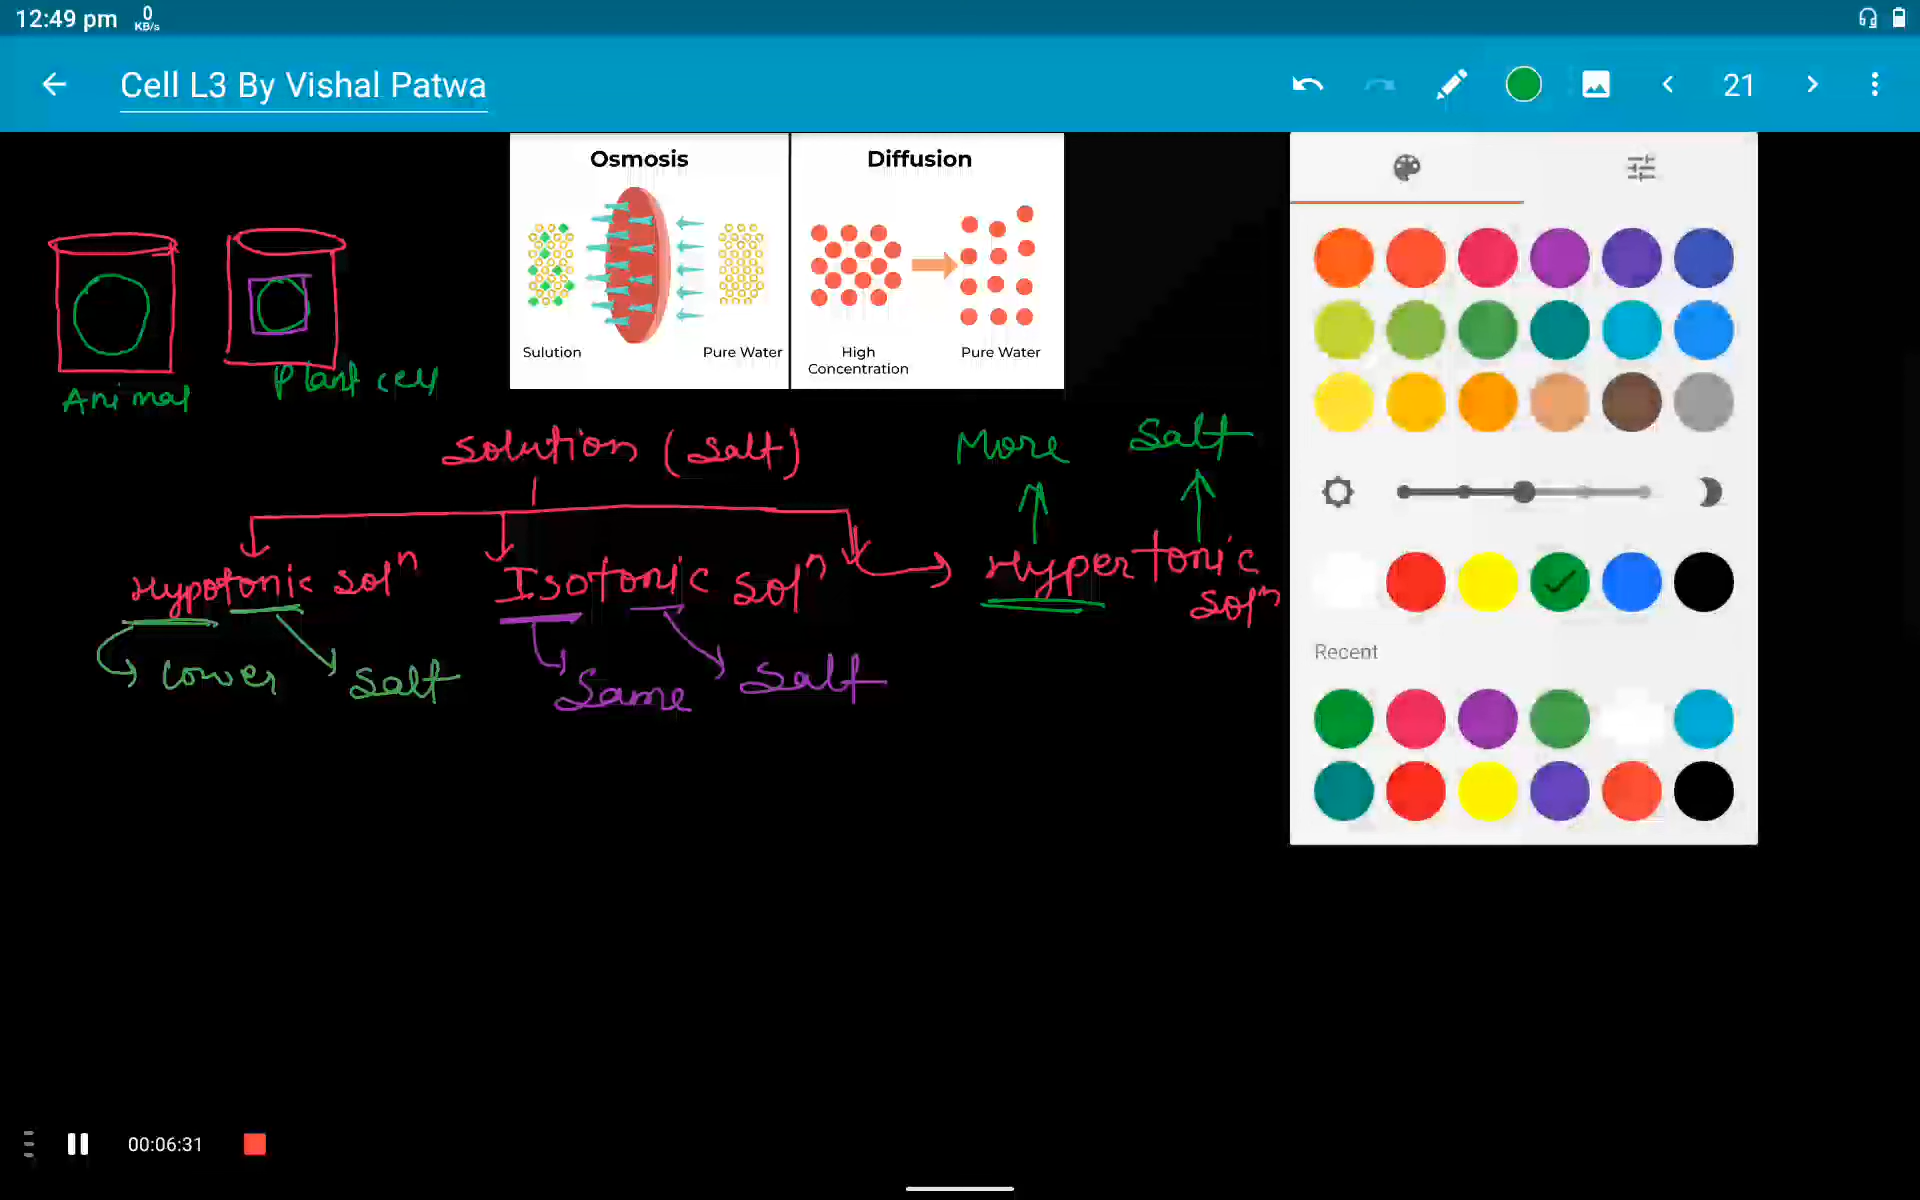 12:49 pm 0 KB/s
Cell L3 By Vishal Patwa
21
Osmosis
Diffusion
Sulution
Pure Water
High Concentration
Pure Water
Animal
Plant cell
Solution (Salt)
More Salt
Hypotonic Solⁿ
Isotonic Solⁿ
Hypertonic Solⁿ
Lower Salt
Same Salt
Recent
00:06:31